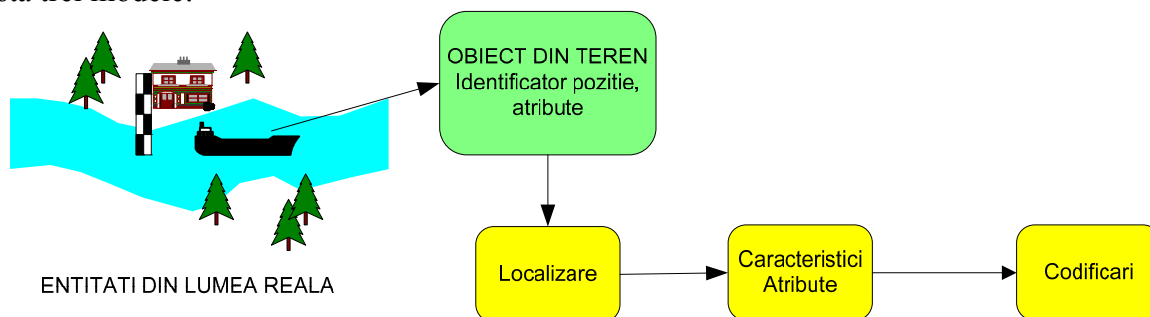 OBIECT DIN TEREN
Identificator pozitie,
atribute
ENTITATI DIN LUMEA REALA
Localizare
Caracteristici
Atribute
Codificari